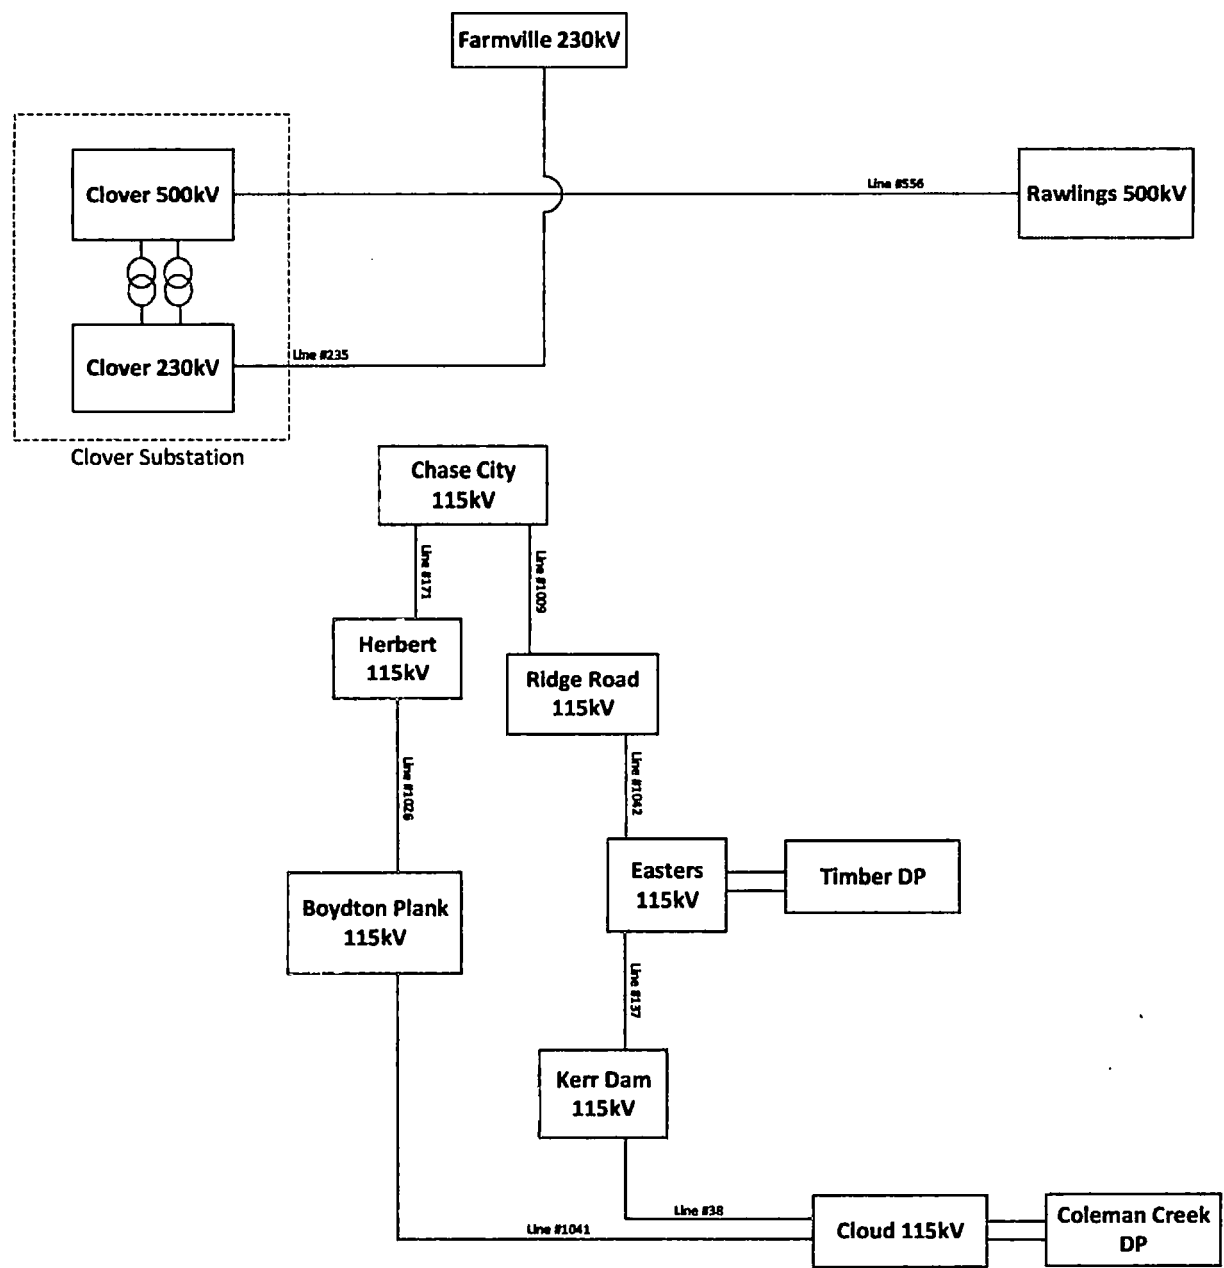 Farmville 230kV
Clover 500kV
Line #556
Rawlings 500kV
Clover 230kV
Line #235
Clover Substation
Chase City
115kV
Line #171
Line #1009
Herbert
115kV
Ridge Road
115kV
Line #1026
Line #1042
Easters
115kV
Timber DP
Boydton Plank
115kV
Line #137
Kerr Dam
115kV
Line #38
Line #1041
Cloud 115kV
Coleman Creek
DP